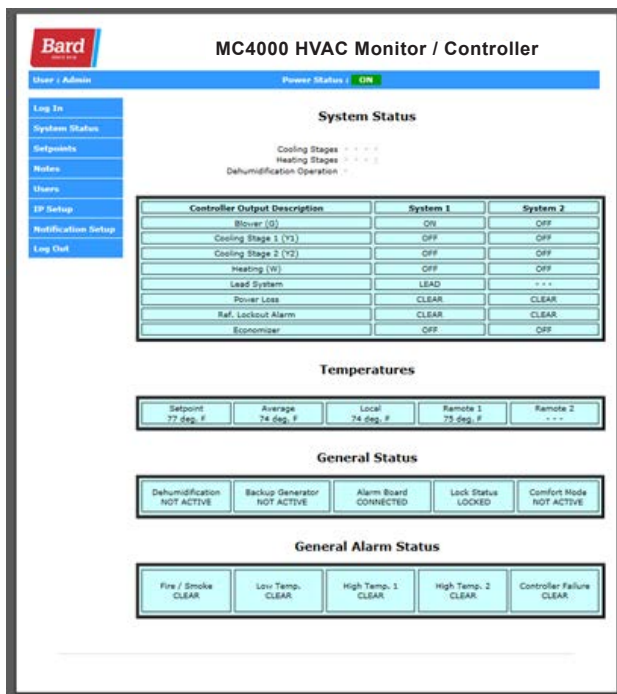 Bard
MC4000 HVAC Monitor / Controller
User : Admin
Power Status : ON
Log In
System Status
Setpoints
Notes
Users
IP Setup
Notification Setup
Log Out
System Status
Cooling Stages - - - -
Heating Stages - - - -
Dehumidification Operation -
Controller Output Description System 1 System 2
Blower (G) ON OFF
Cooling Stage 1 (Y1) OFF OFF
Cooling Stage 2 (Y2) OFF OFF
Heating (W) OFF OFF
Lead System LEAD - - -
Power Loss CLEAR CLEAR
Ref. Lockout Alarm CLEAR CLEAR
Economizer OFF OFF
Temperatures
Setpoint Average Local Remote 1 Remote 2
77 deg. F 74 deg. F 74 deg. F 75 deg. F - - -
General Status
Dehumidification Backup Generator Alarm Board Lock Status Comfort Mode
NOT ACTIVE NOT ACTIVE CONNECTED LOCKED NOT ACTIVE
General Alarm Status
Fire / Smoke Low Temp. High Temp. 1 High Temp. 2 Controller Failure
CLEAR CLEAR CLEAR CLEAR CLEAR